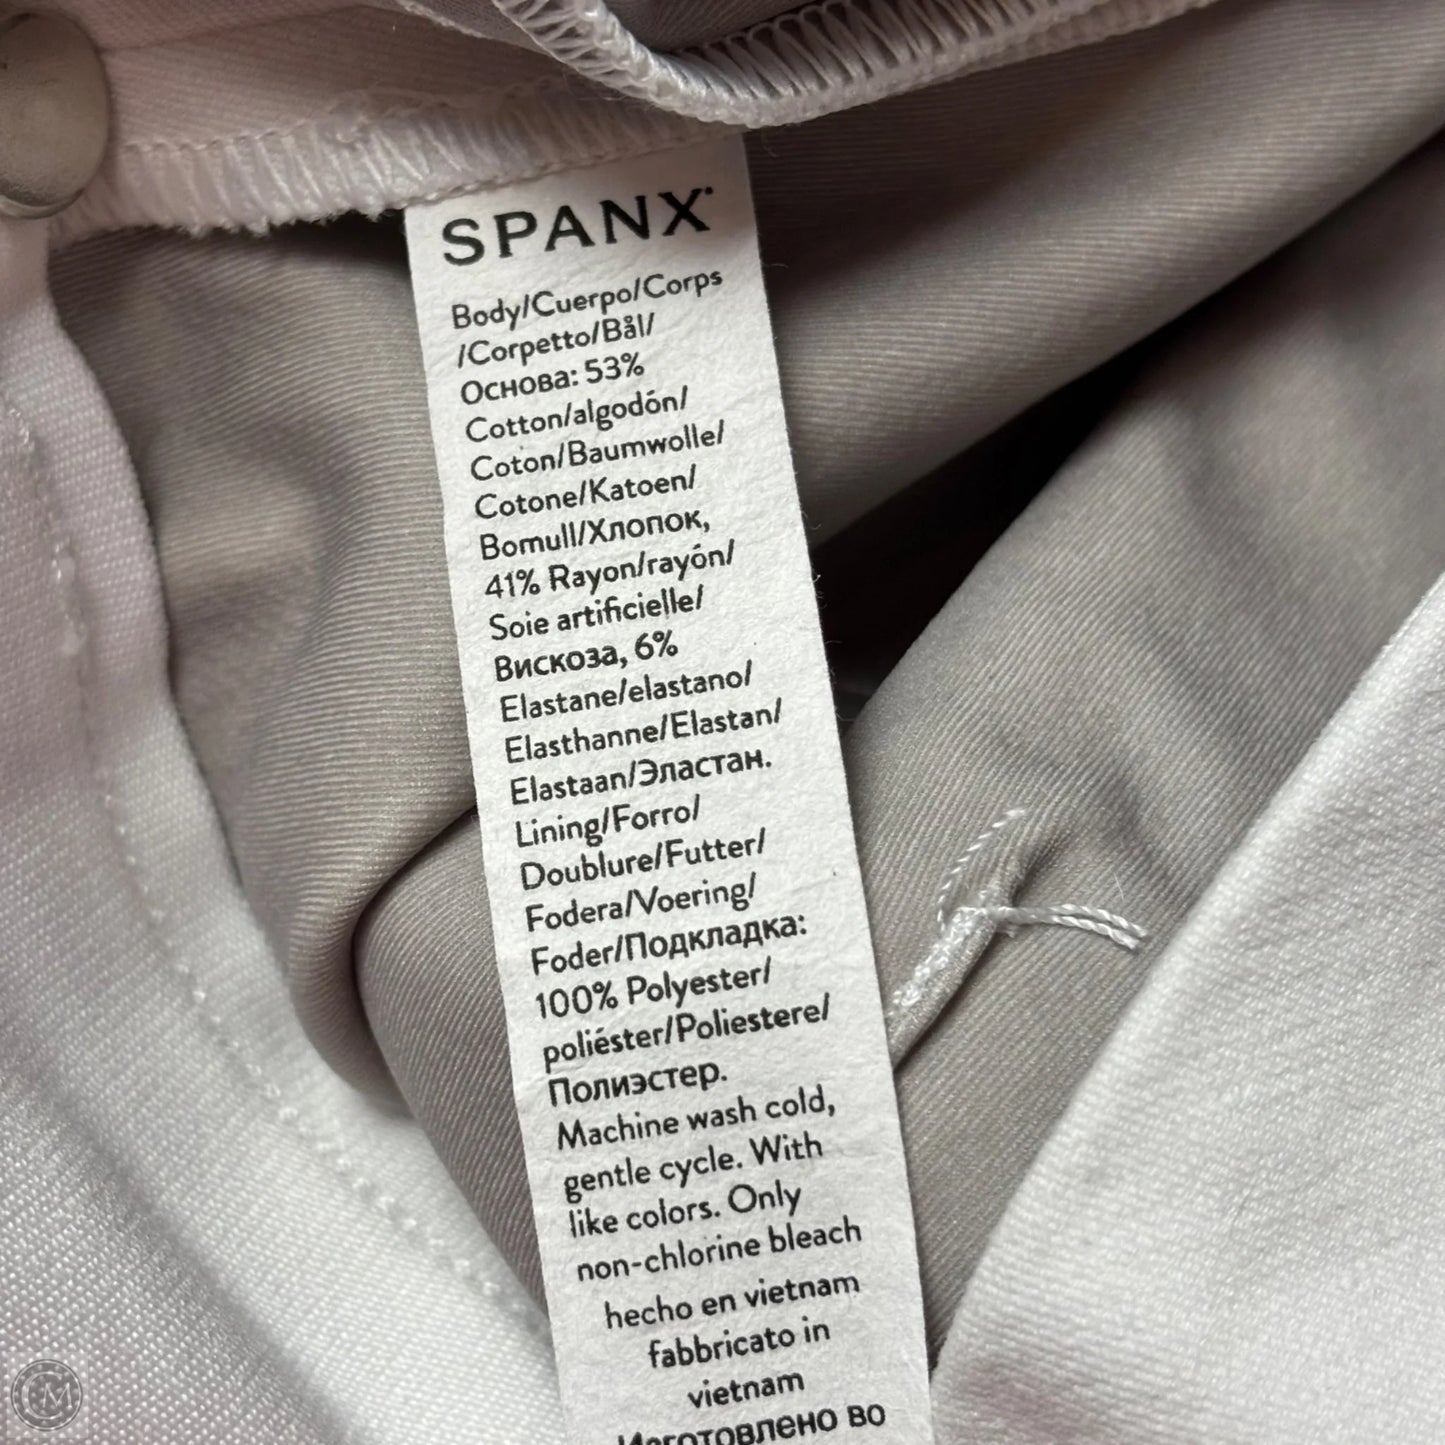 SPANX
Body/Cuerpo/Corps
/Corpetto/Bål/
Основа: 53%
Cotton/algodón/
Coton/Baumwolle/
Cotone/Katoen/
Bomull/Хлопок,
41% Rayon/rayón/
Soie artificielle/
Вискоза, 6%
Elastane/elastano/
Elasthanne/Elastan/
Elastaan/Эластан.
Lining/Forro/
Doublure/Futter/
Fodera/Voering/
Foder/Подкладка:
100% Polyester/
poliéster/Poliestere/
Полиэстер.
Machine wash cold,
gentle cycle. With
like colors. Only
non-chlorine bleach
hecho en vietnam
fabbricato in
vietnam
Изготовлено во
CM